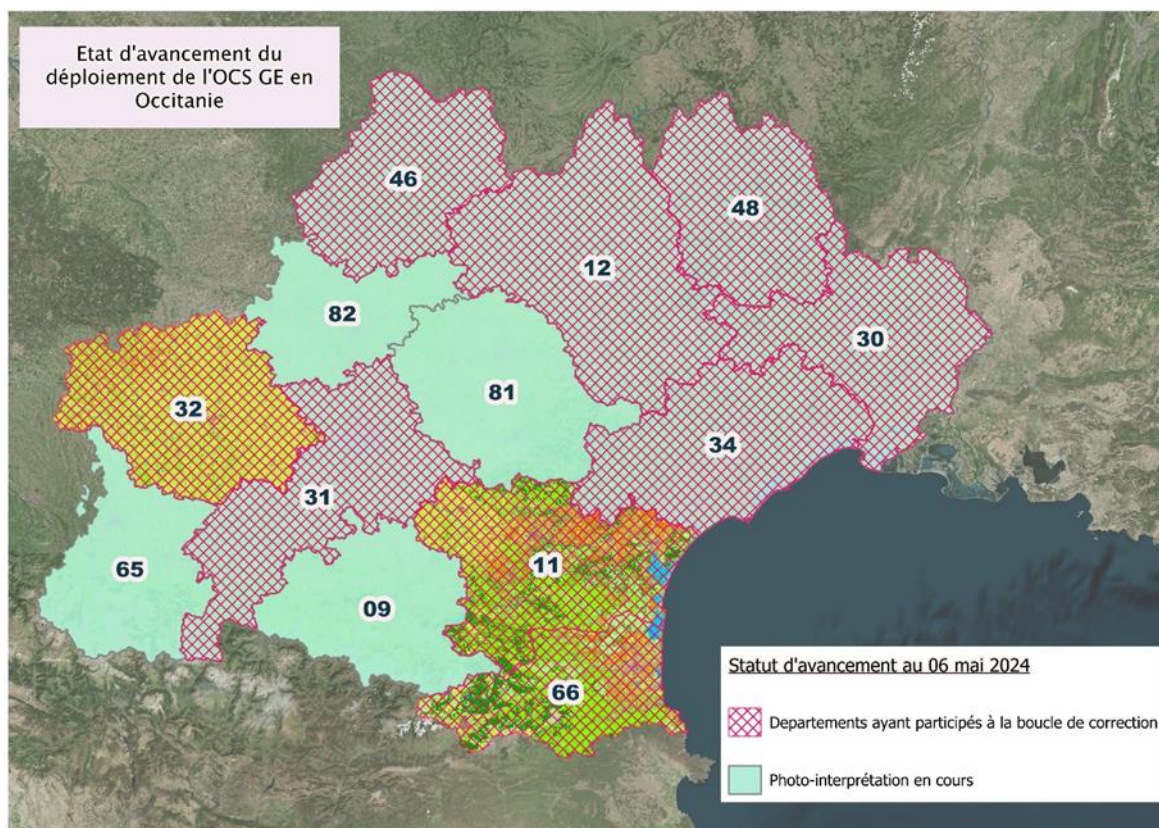 Etat d'avancement du
déploiement de l'OCS GE en
Occitanie
46
48
12
82
30
81
32
34
31
11
65
09
66
Statut d'avancement au 06 mai 2024
Departements ayant participés à la boucle de correction
Photo-interprétation en cours